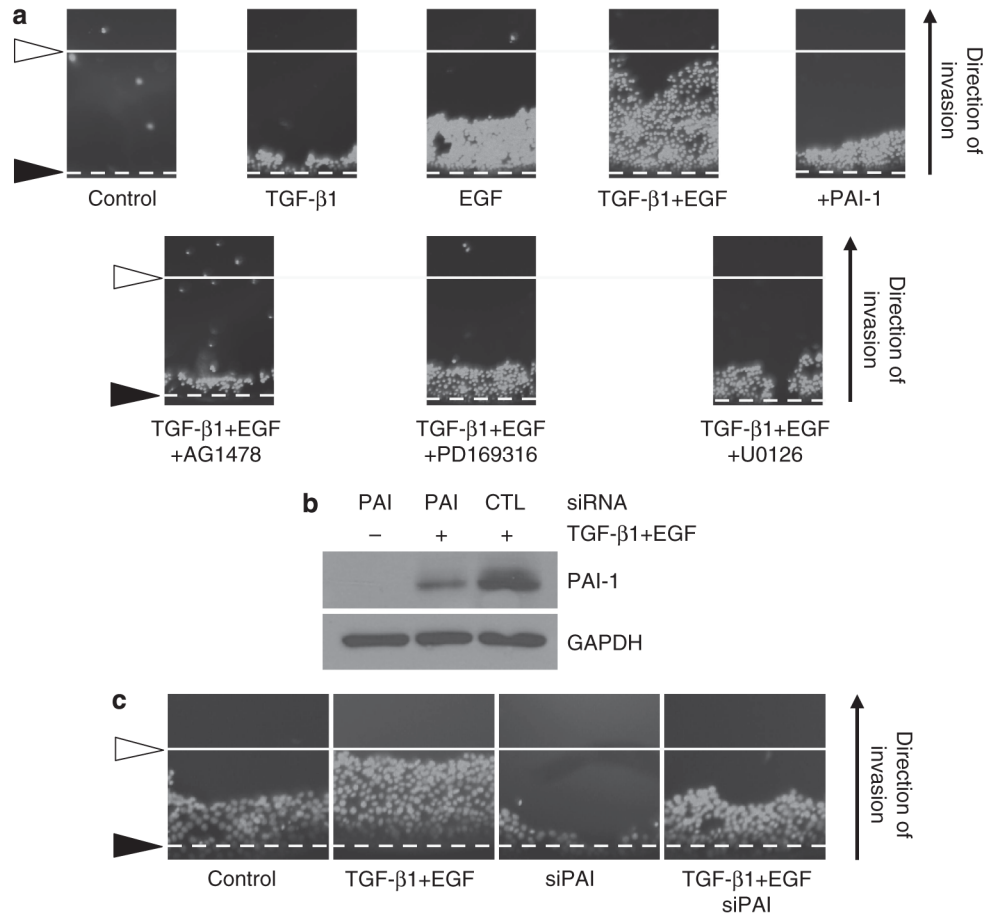 a
Control
TGF-β1
EGF
TGF-β1+EGF
+PAI-1
Direction of
invasion
TGF-β1+EGF
+AG1478
TGF-β1+EGF
+PD169316
TGF-β1+EGF
+U0126
Direction of
invasion
b
PAI PAI CTL siRNA
– + + TGF-β1+EGF
PAI-1
GAPDH
c
Control
TGF-β1+EGF
siPAI
TGF-β1+EGF
siPAI
Direction of
invasion